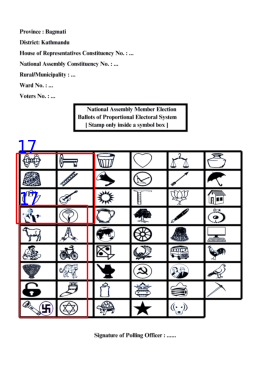 Province : Bagmati
District: Kathmandu
House of Representatives Constituency No. : ...
National Assembly Constituency No. : ...
Rural/Municipality : ...
Ward No. : ...
Voters No. : ...
National Assembly Member Election
Ballots of Proportional Electoral System
[ Stamp only inside a symbol box ]
17
17
Signature of Polling Officer : ......